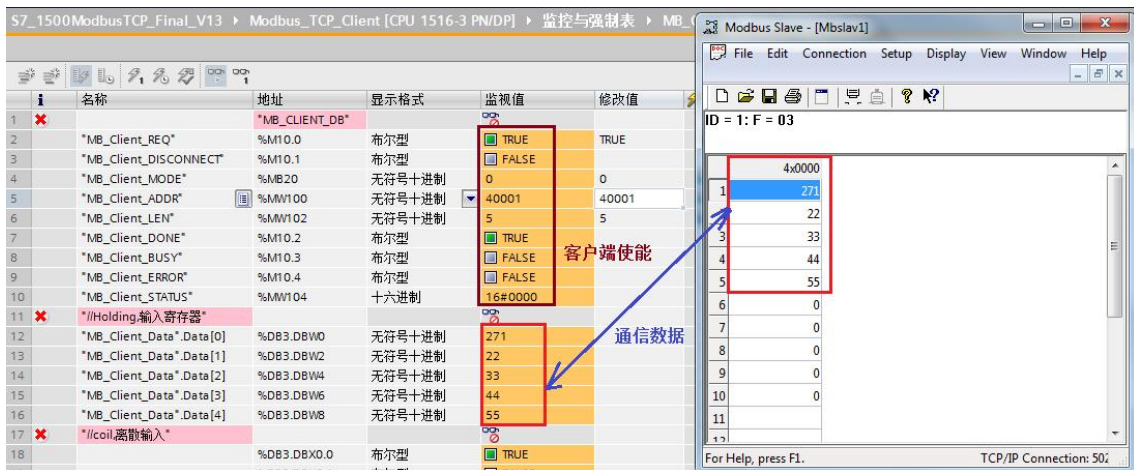 S7_1500ModbusTCP_Final_V13 ▸ Modbus_TCP_Client [CPU 1516-3 PN/DP] ▸ 监控与强制表 ▸ MB_
i 名称 地址 显示格式 监视值 修改值
1 "MB_CLIENT_DB"
2 "MB_Client_REQ" %M10.0 布尔型 TRUE TRUE
3 "MB_Client_DISCONNECT" %M10.1 布尔型 FALSE
4 "MB_Client_MODE" %MB20 无符号十进制 0 0
5 "MB_Client_ADDR" %MW100 无符号十进制 40001 40001
6 "MB_Client_LEN" %MW102 无符号十进制 5 5
7 "MB_Client_DONE" %M10.2 布尔型 TRUE
8 "MB_Client_BUSY" %M10.3 布尔型 FALSE
9 "MB_Client_ERROR" %M10.4 布尔型 FALSE
10 "MB_Client_STATUS" %MW104 十六进制 16#0000
11 "//Holding,输入寄存器"
12 "MB_Client_Data".Data[0] %DB3.DBW0 无符号十进制 271
13 "MB_Client_Data".Data[1] %DB3.DBW2 无符号十进制 22
14 "MB_Client_Data".Data[2] %DB3.DBW4 无符号十进制 33
15 "MB_Client_Data".Data[3] %DB3.DBW6 无符号十进制 44
16 "MB_Client_Data".Data[4] %DB3.DBW8 无符号十进制 55
17 "//coil,离散输入"
18 %DB3.DBX0.0 布尔型 TRUE
客户端使能
通信数据
Modbus Slave - [Mbslav1]
File Edit Connection Setup Display View Window Help
ID = 1: F = 03
4x0000
1 271
22
3 33
4 44
5 55
6 0
7 0
8 0
9 0
10 0
11
12
For Help, press F1. TCP/IP Connection: 502